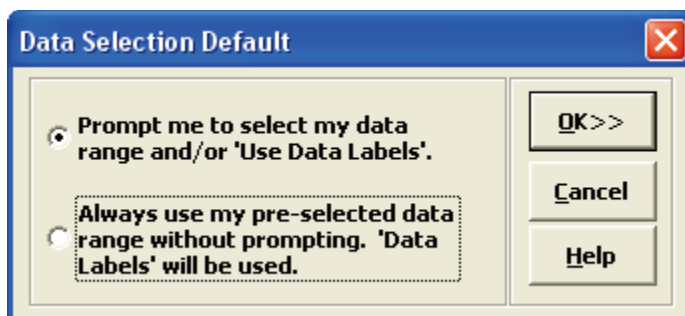 Data Selection Default
Prompt me to select my data
range and/or 'Use Data Labels'.
Always use my pre-selected data
range without prompting.  'Data
Labels' will be used.
OK>>
Cancel
Help